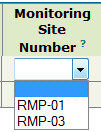 Monitoring
Site
Number ?
RMP-01
RMP-03